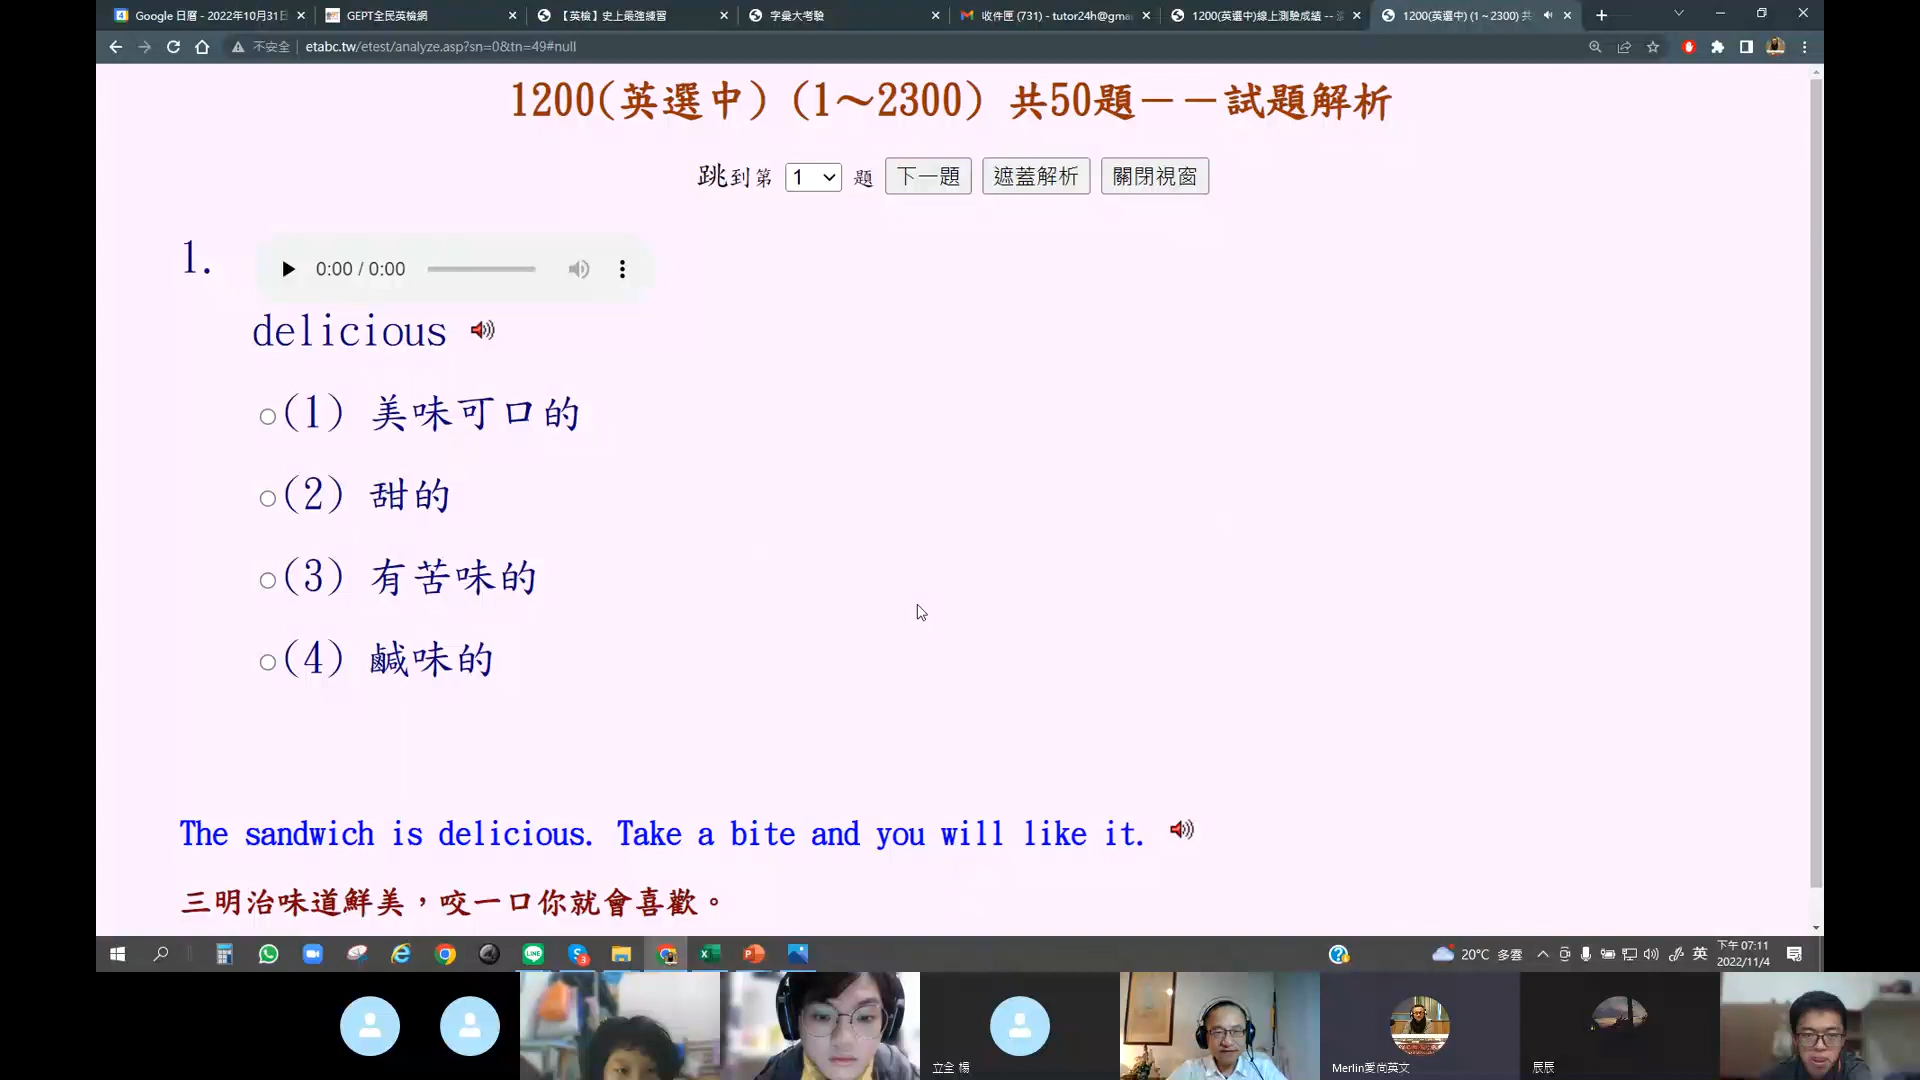 Google 日曆 - 2022年10月31日
GEPT全民英檢網
【英檢】史上最強練習
字彙大考驗
收件匣 (731) - tutor24h@gma
1200(英選中)線上測驗成績 --
1200(英選中) (1～2300) 共
不安全
etabc.tw/etest/analyze.asp?sn=0&tn=49#null
1200(英選中) (1～2300) 共50題－－試題解析
跳到第 1 題 下一題 遮蓋解析 關閉視窗
1.
0:00 / 0:00
delicious
(1) 美味可口的
(2) 甜的
(3) 有苦味的
(4) 鹹味的
The sandwich is delicious. Take a bite and you will like it.
三明治味道鮮美，咬一口你就會喜歡。
LINE
3
20°C 多雲
英
下午 07:11
2022/11/4
立全 楊
Merlin愛尚英文
辰辰